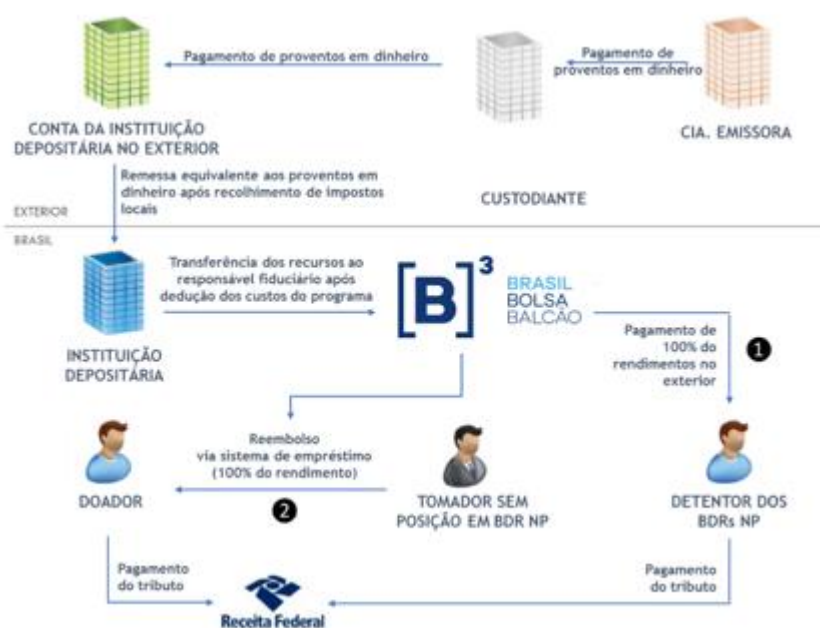 Pagamento de proventos em dinheiro
Pagamento de
proventos em dinheiro
CONTA DA INSTITUIÇÃO
DEPOSITÁRIA NO EXTERIOR
CIA. EMISSORA
Remessa equivalente aos proventos em
dinheiro após recolhimento de impostos
locais
CUSTODIANTE
EXTERIOR
BRASIL
Transferência dos recursos ao
responsável fiduciário após
dedução dos custos do programa
[B]³
BRASIL
BOLSA
BALCÃO
INSTITUIÇÃO
DEPOSITÁRIA
Pagamento de
100% do
rendimentos no
exterior
1
Reembolso
via sistema de empréstimo
(100% do rendimento)
2
DOADOR
TOMADOR SEM
POSIÇÃO EM BDR NP
DETENTOR DOS
BDRs NP
Pagamento
do tributo
Pagamento
do tributo
Receita Federal